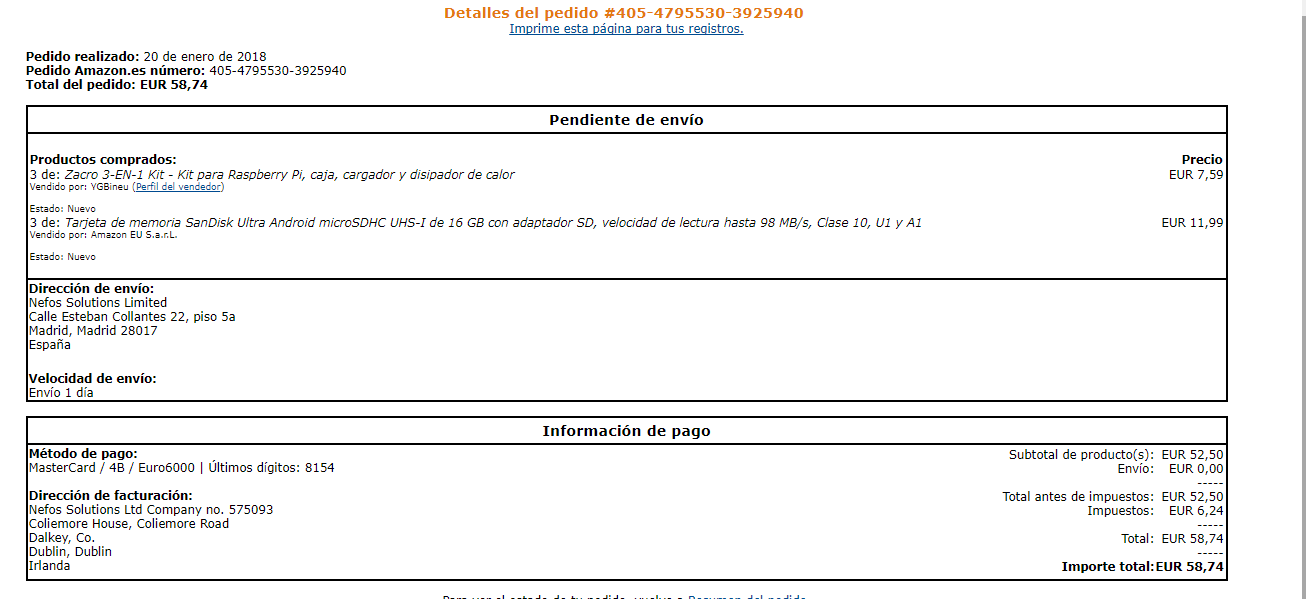 Detalles del pedido #405-4795530-3925940
Imprime esta página para tus registros.
Pedido realizado: 20 de enero de 2018
Pedido Amazon.es número: 405-4795530-3925940
Total del pedido: EUR 58,74
Pendiente de envío
Productos comprados: Precio
3 de: Zacro 3-EN-1 Kit - Kit para Raspberry Pi, caja, cargador y disipador de calor EUR 7,59
Vendido por: YGBineu (Perfil del vendedor)
Estado: Nuevo
3 de: Tarjeta de memoria SanDisk Ultra Android microSDHC UHS-I de 16 GB con adaptador SD, velocidad de lectura hasta 98 MB/s, Clase 10, U1 y A1 EUR 11,99
Vendido por: Amazon EU S.a.r.L.
Estado: Nuevo
Dirección de envío:
Nefos Solutions Limited
Calle Esteban Collantes 22, piso 5a
Madrid, Madrid 28017
España
Velocidad de envío:
Envío 1 día
Información de pago
Método de pago:
MasterCard / 4B / Euro6000 | Últimos dígitos: 8154
Dirección de facturación:
Nefos Solutions Ltd Company no. 575093
Coliemore House, Coliemore Road
Dalkey, Co.
Dublin, Dublin
Irlanda
Subtotal de producto(s): EUR 52,50
Envío: EUR 0,00
-----
Total antes de impuestos: EUR 52,50
Impuestos: EUR 6,24
-----
Total: EUR 58,74
-----
Importe total: EUR 58,74
Para ver el estado de tu pedido, vuelve a Resumen del pedido